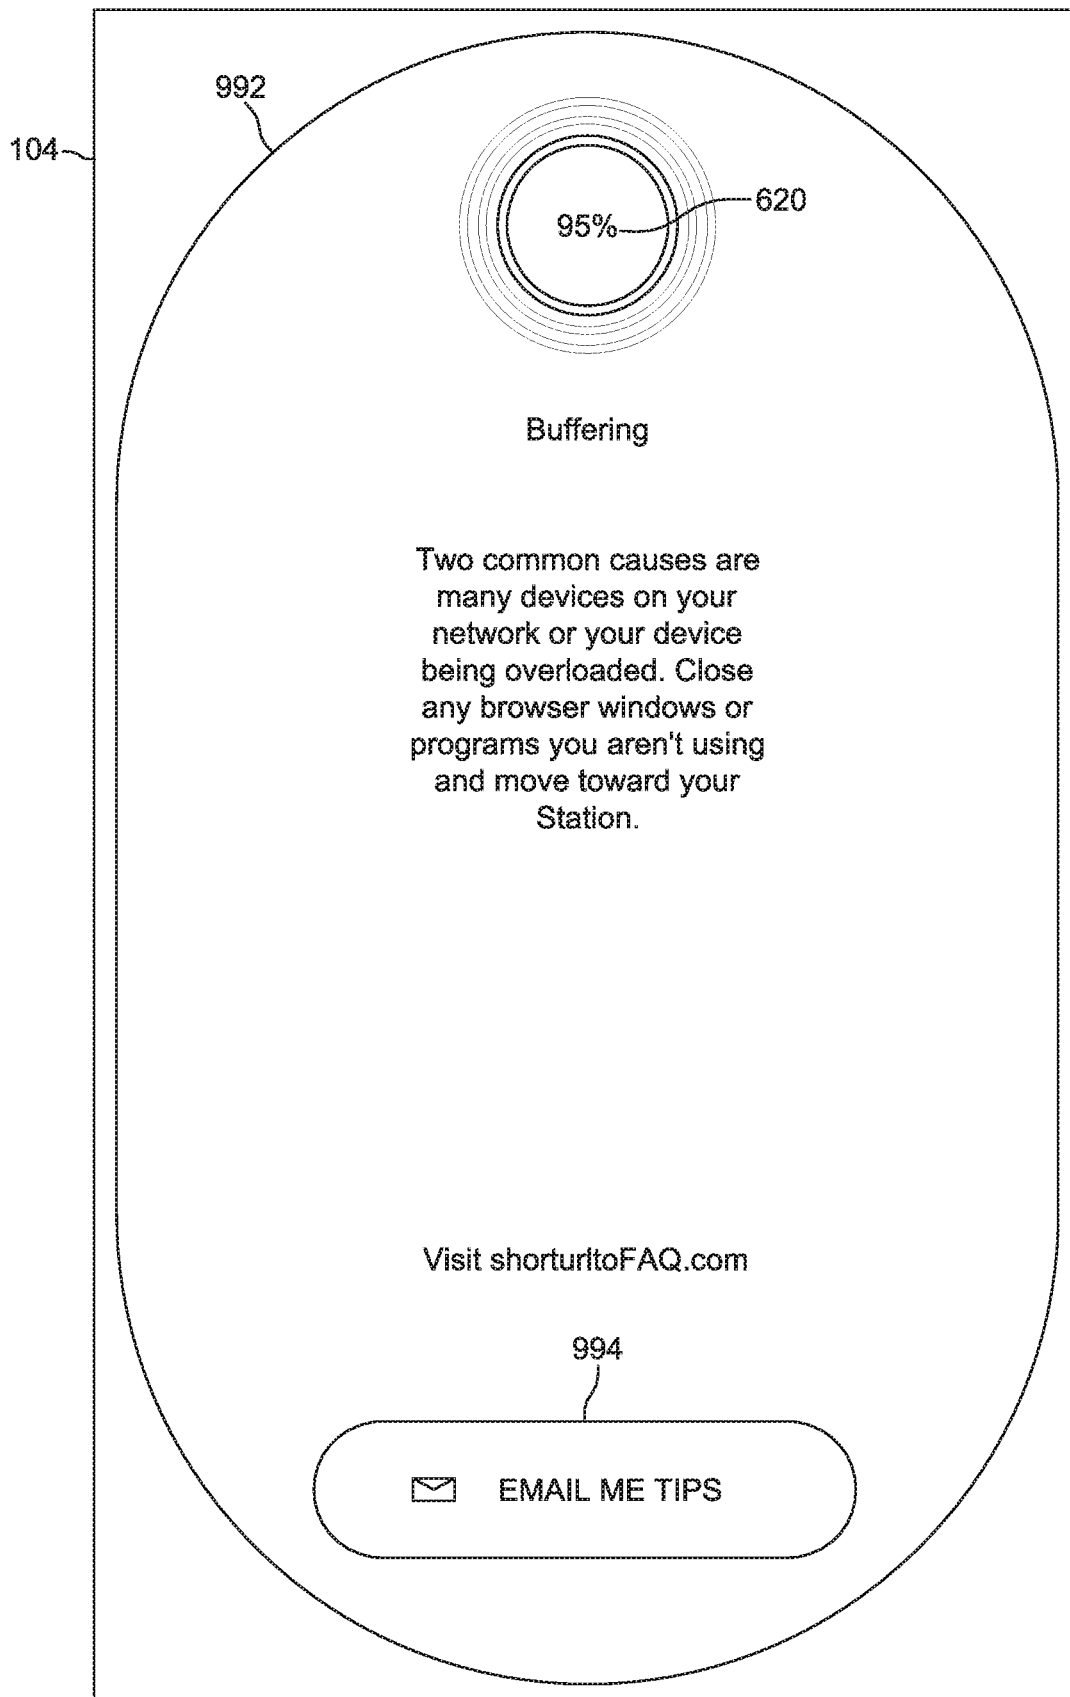 992
104
620
95%
Buffering
Two common causes are
many devices on your
network or your device
being overloaded. Close
any browser windows or
programs you aren't using
and move toward your
Station.
Visit shorturltoFAQ.com
994
EMAIL ME TIPS